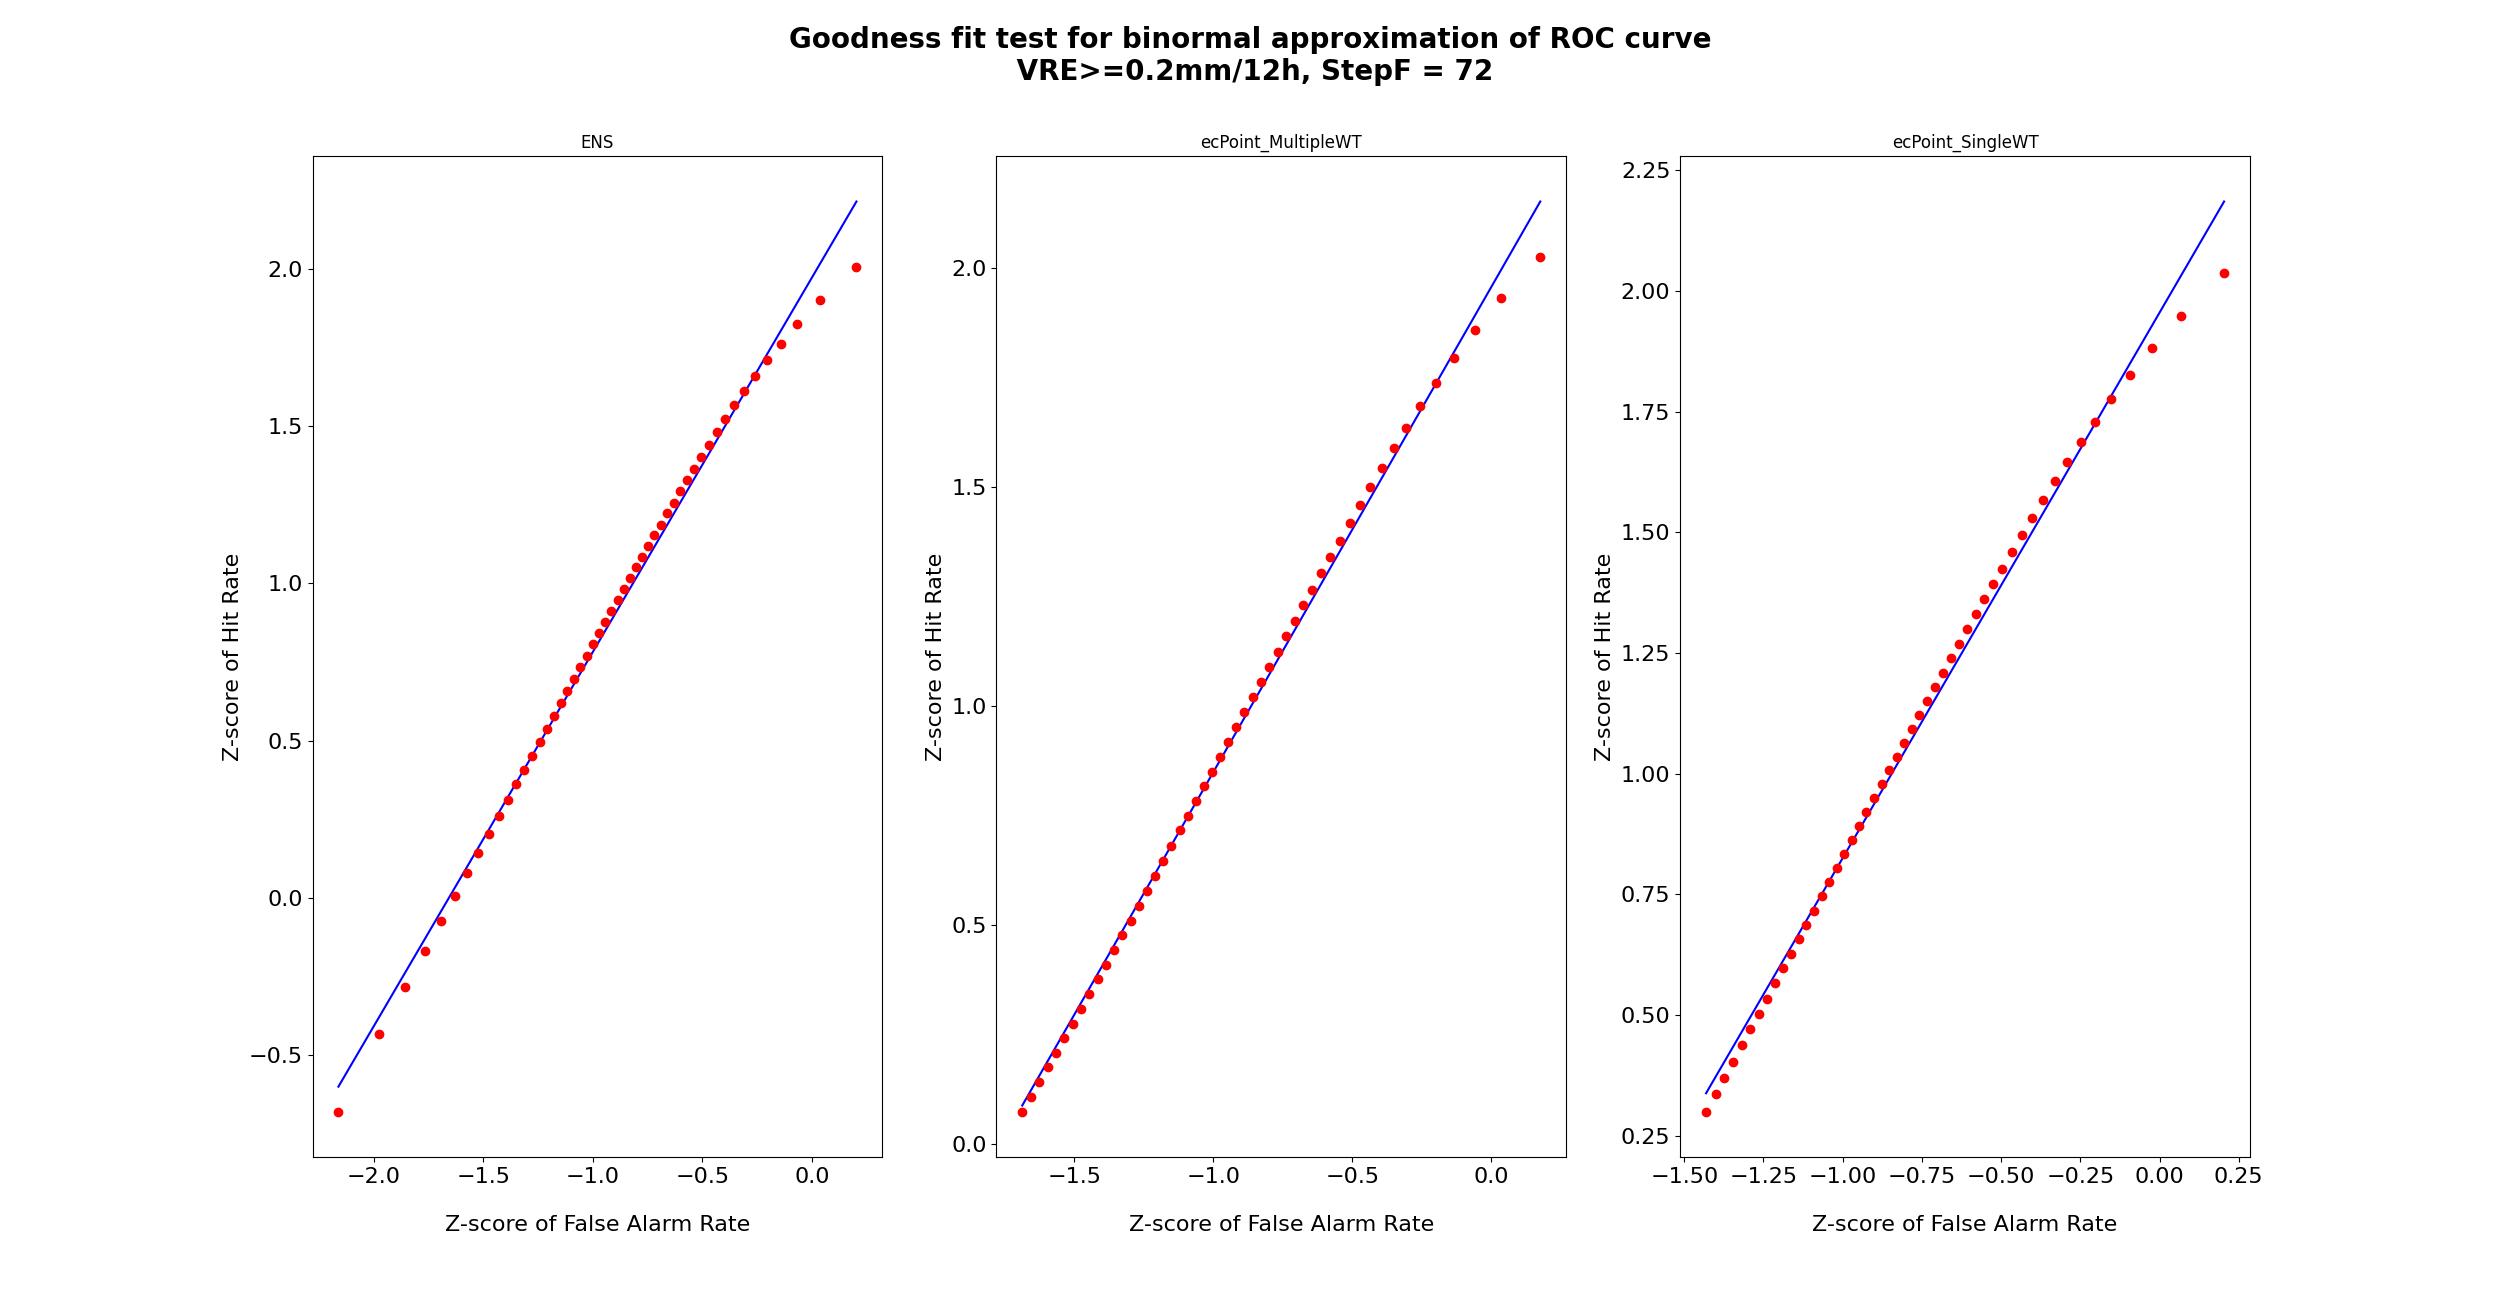 Goodness fit test for binormal approximation of ROC curve
VRE>=0.2mm/12h, StepF = 72
ENS
2.0
1.5
1.0
0.5
0.0
−0.5
Z-score of Hit Rate
−2.0 −1.5 −1.0 −0.5 0.0
Z-score of False Alarm Rate
ecPoint_MultipleWT
2.0
1.5
1.0
0.5
0.0
Z-score of Hit Rate
−1.5 −1.0 −0.5 0.0
Z-score of False Alarm Rate
ecPoint_SingleWT
2.25
2.00
1.75
1.50
1.25
1.00
0.75
0.50
0.25
Z-score of Hit Rate
−1.50 −1.25 −1.00 −0.75 −0.50 −0.25 0.00 0.25
Z-score of False Alarm Rate